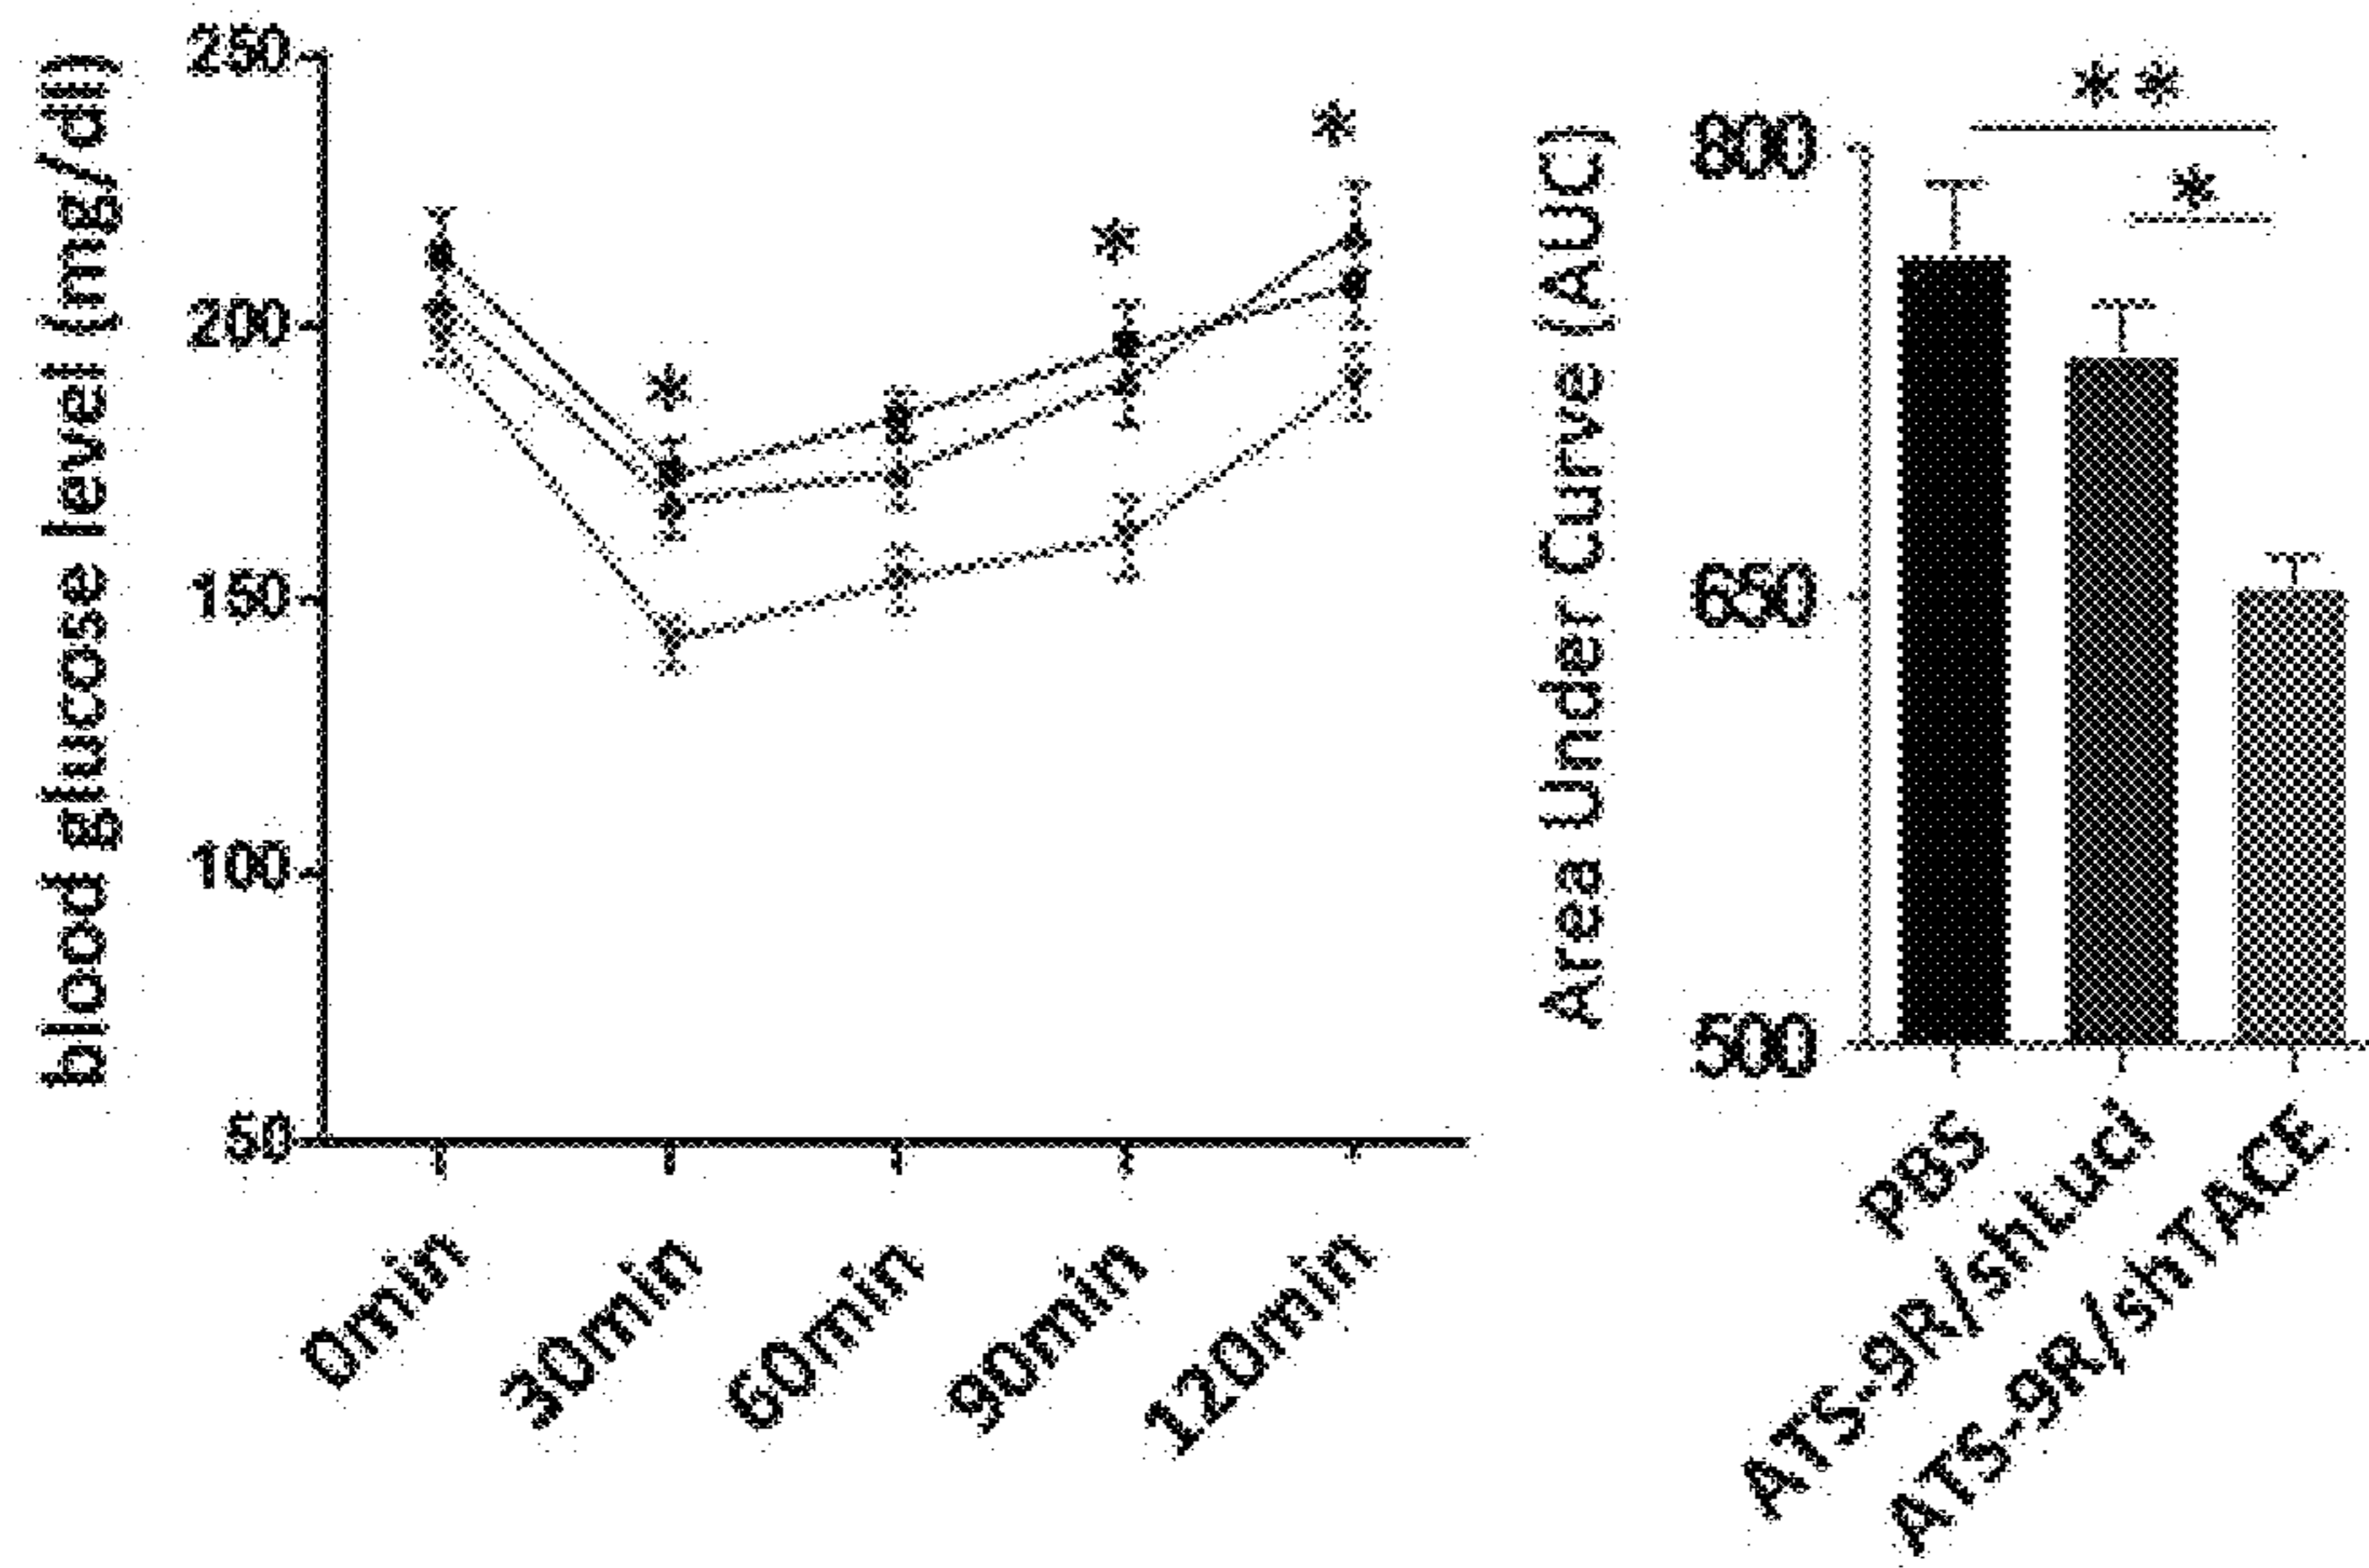 blood glucose level (mg/dl)
250
200
150
100
50
*
*
*
0min
30min
60min
90min
120min
Area Under Curve (AUC)
800
650
500
**
*
PBS
ATS-9R/shLuci
ATS-9R/shTACE